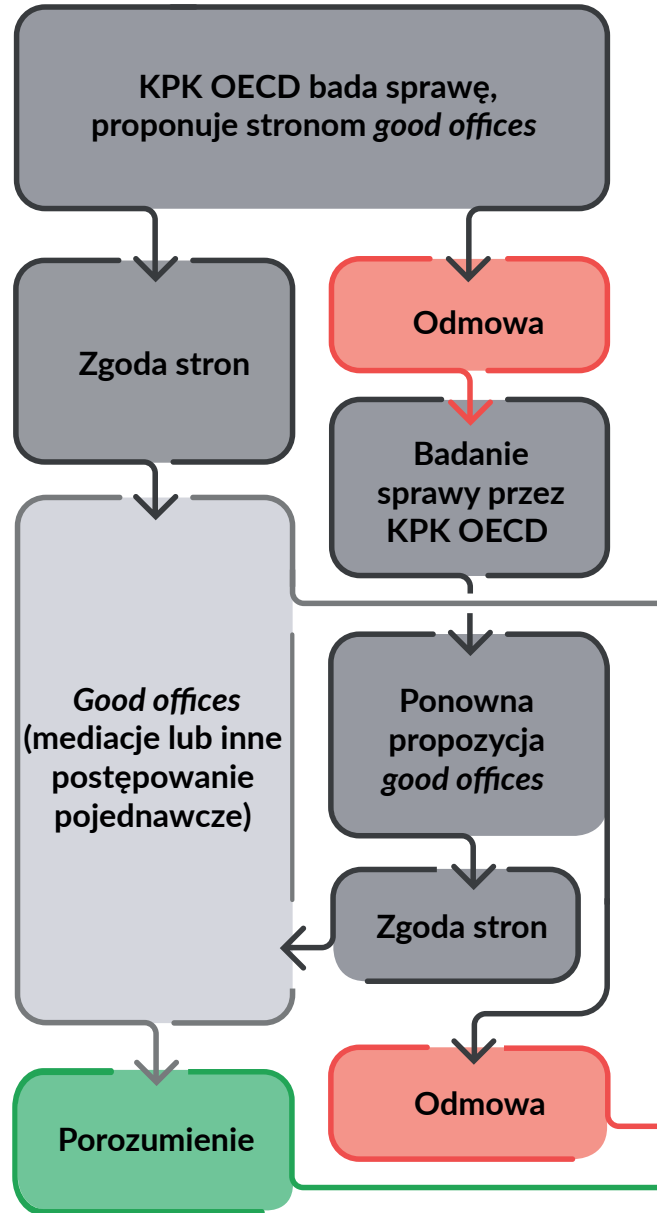 KPK OECD bada sprawę,
proponuje stronom good offices
Zgoda stron
Odmowa
Badanie
sprawy przez
KPK OECD
Good offices
(mediacje lub inne
postępowanie
pojednawcze)
Ponowna
propozycja
good offices
Zgoda stron
Odmowa
Porozumienie